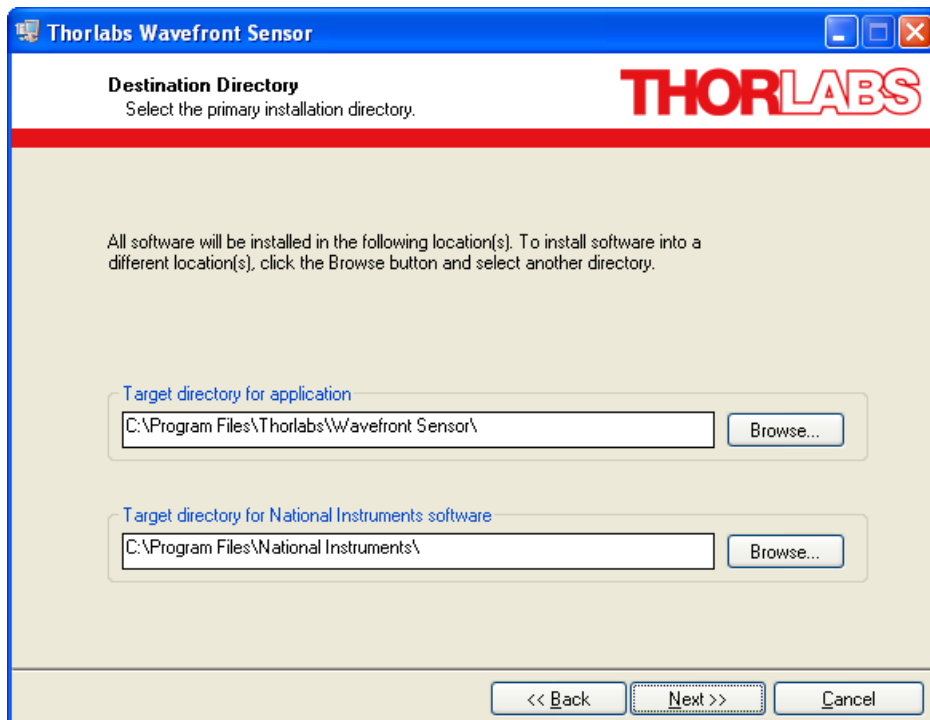 Thorlabs Wavefront Sensor
Destination Directory
Select the primary installation directory.
THORLABS
All software will be installed in the following location(s). To install software into a
different location(s), click the Browse button and select another directory.
Target directory for application
C:\Program Files\Thorlabs\Wavefront Sensor\
Browse...
Target directory for National Instruments software
C:\Program Files\National Instruments\
Browse...
<< Back
Next >>
Cancel